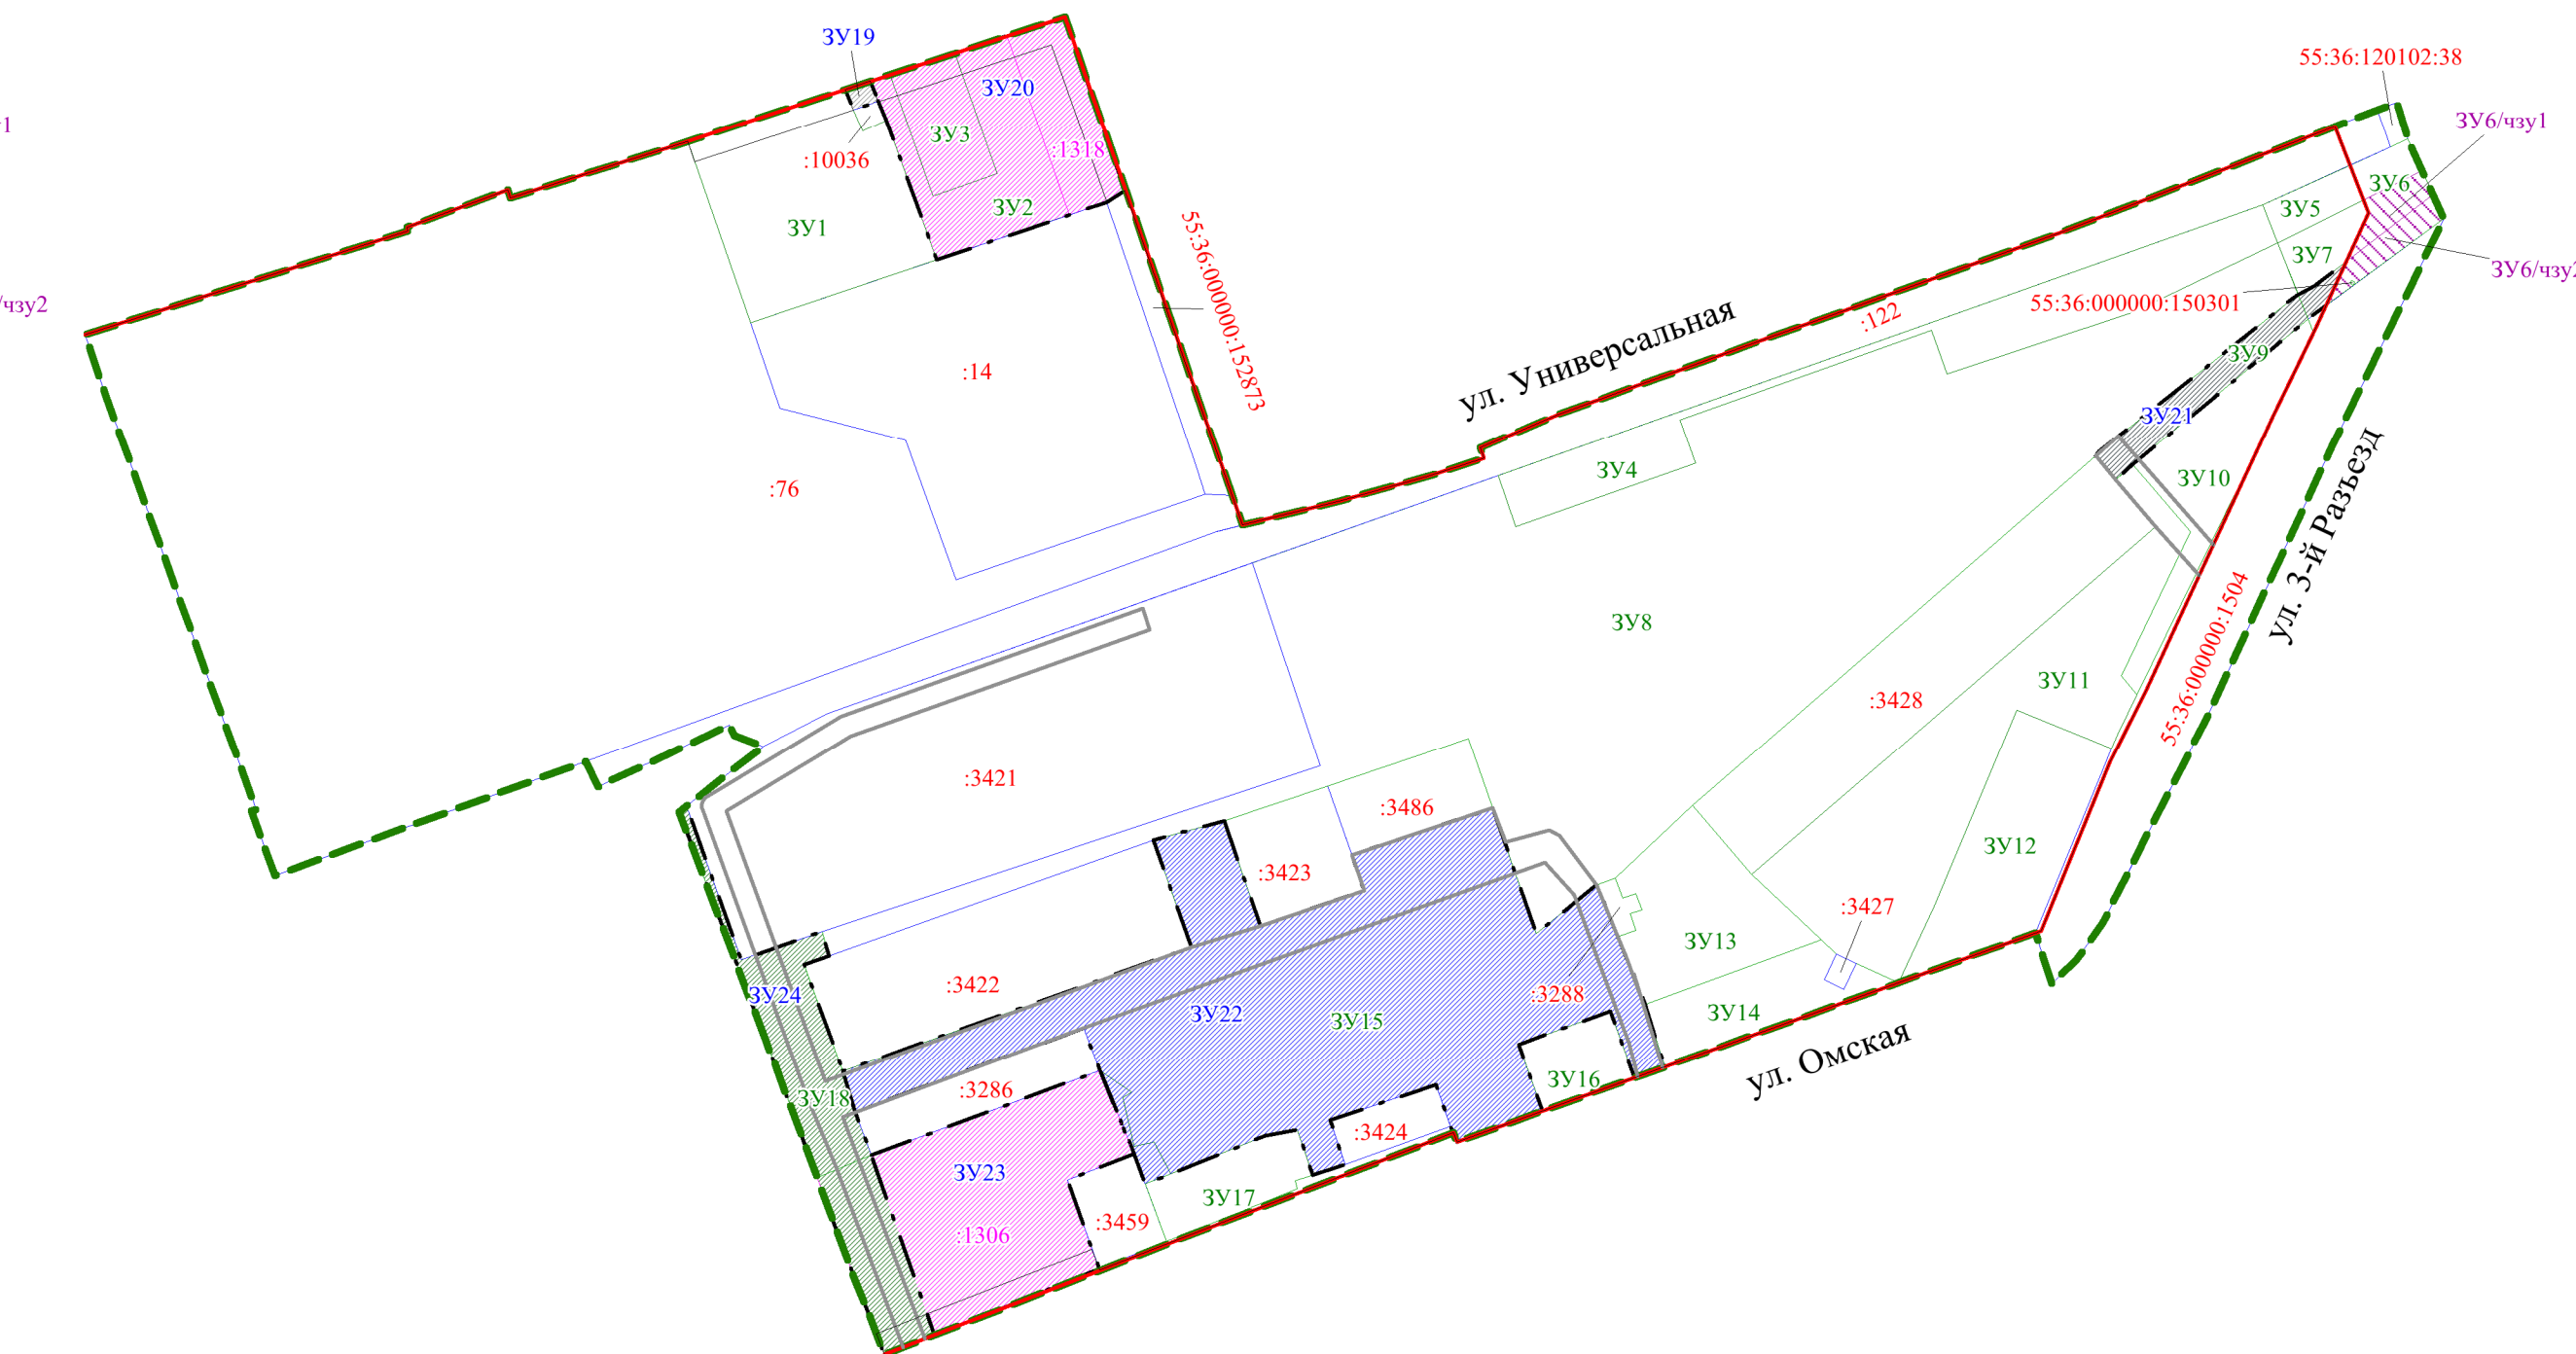 ЗУ19
55:36:120102:38
ЗУ20
1
ЗУ6/чзу1
ЗУ3
:1318
:10036
ЗУ6
ЗУ5
ЗУ2
ЗУ1
ЗУ7
ЗУ6/чзу2
/чзу2
55:36:000000:150301
55:36:000000:152873
:122
ул. Универсальная
ЗУ9
:14
ЗУ21
ЗУ4
ЗУ10
:76
ул. 3-й Разъезд
ЗУ8
55:36:000000:1504
ЗУ11
:3428
:3421
:3486
ЗУ12
:3423
:3427
ЗУ13
:3422
:3288
ЗУ24
ЗУ22
ЗУ15
ЗУ14
ул. Омская
ЗУ16
:3286
ЗУ18
:3424
ЗУ23
ЗУ17
:3459
:1306